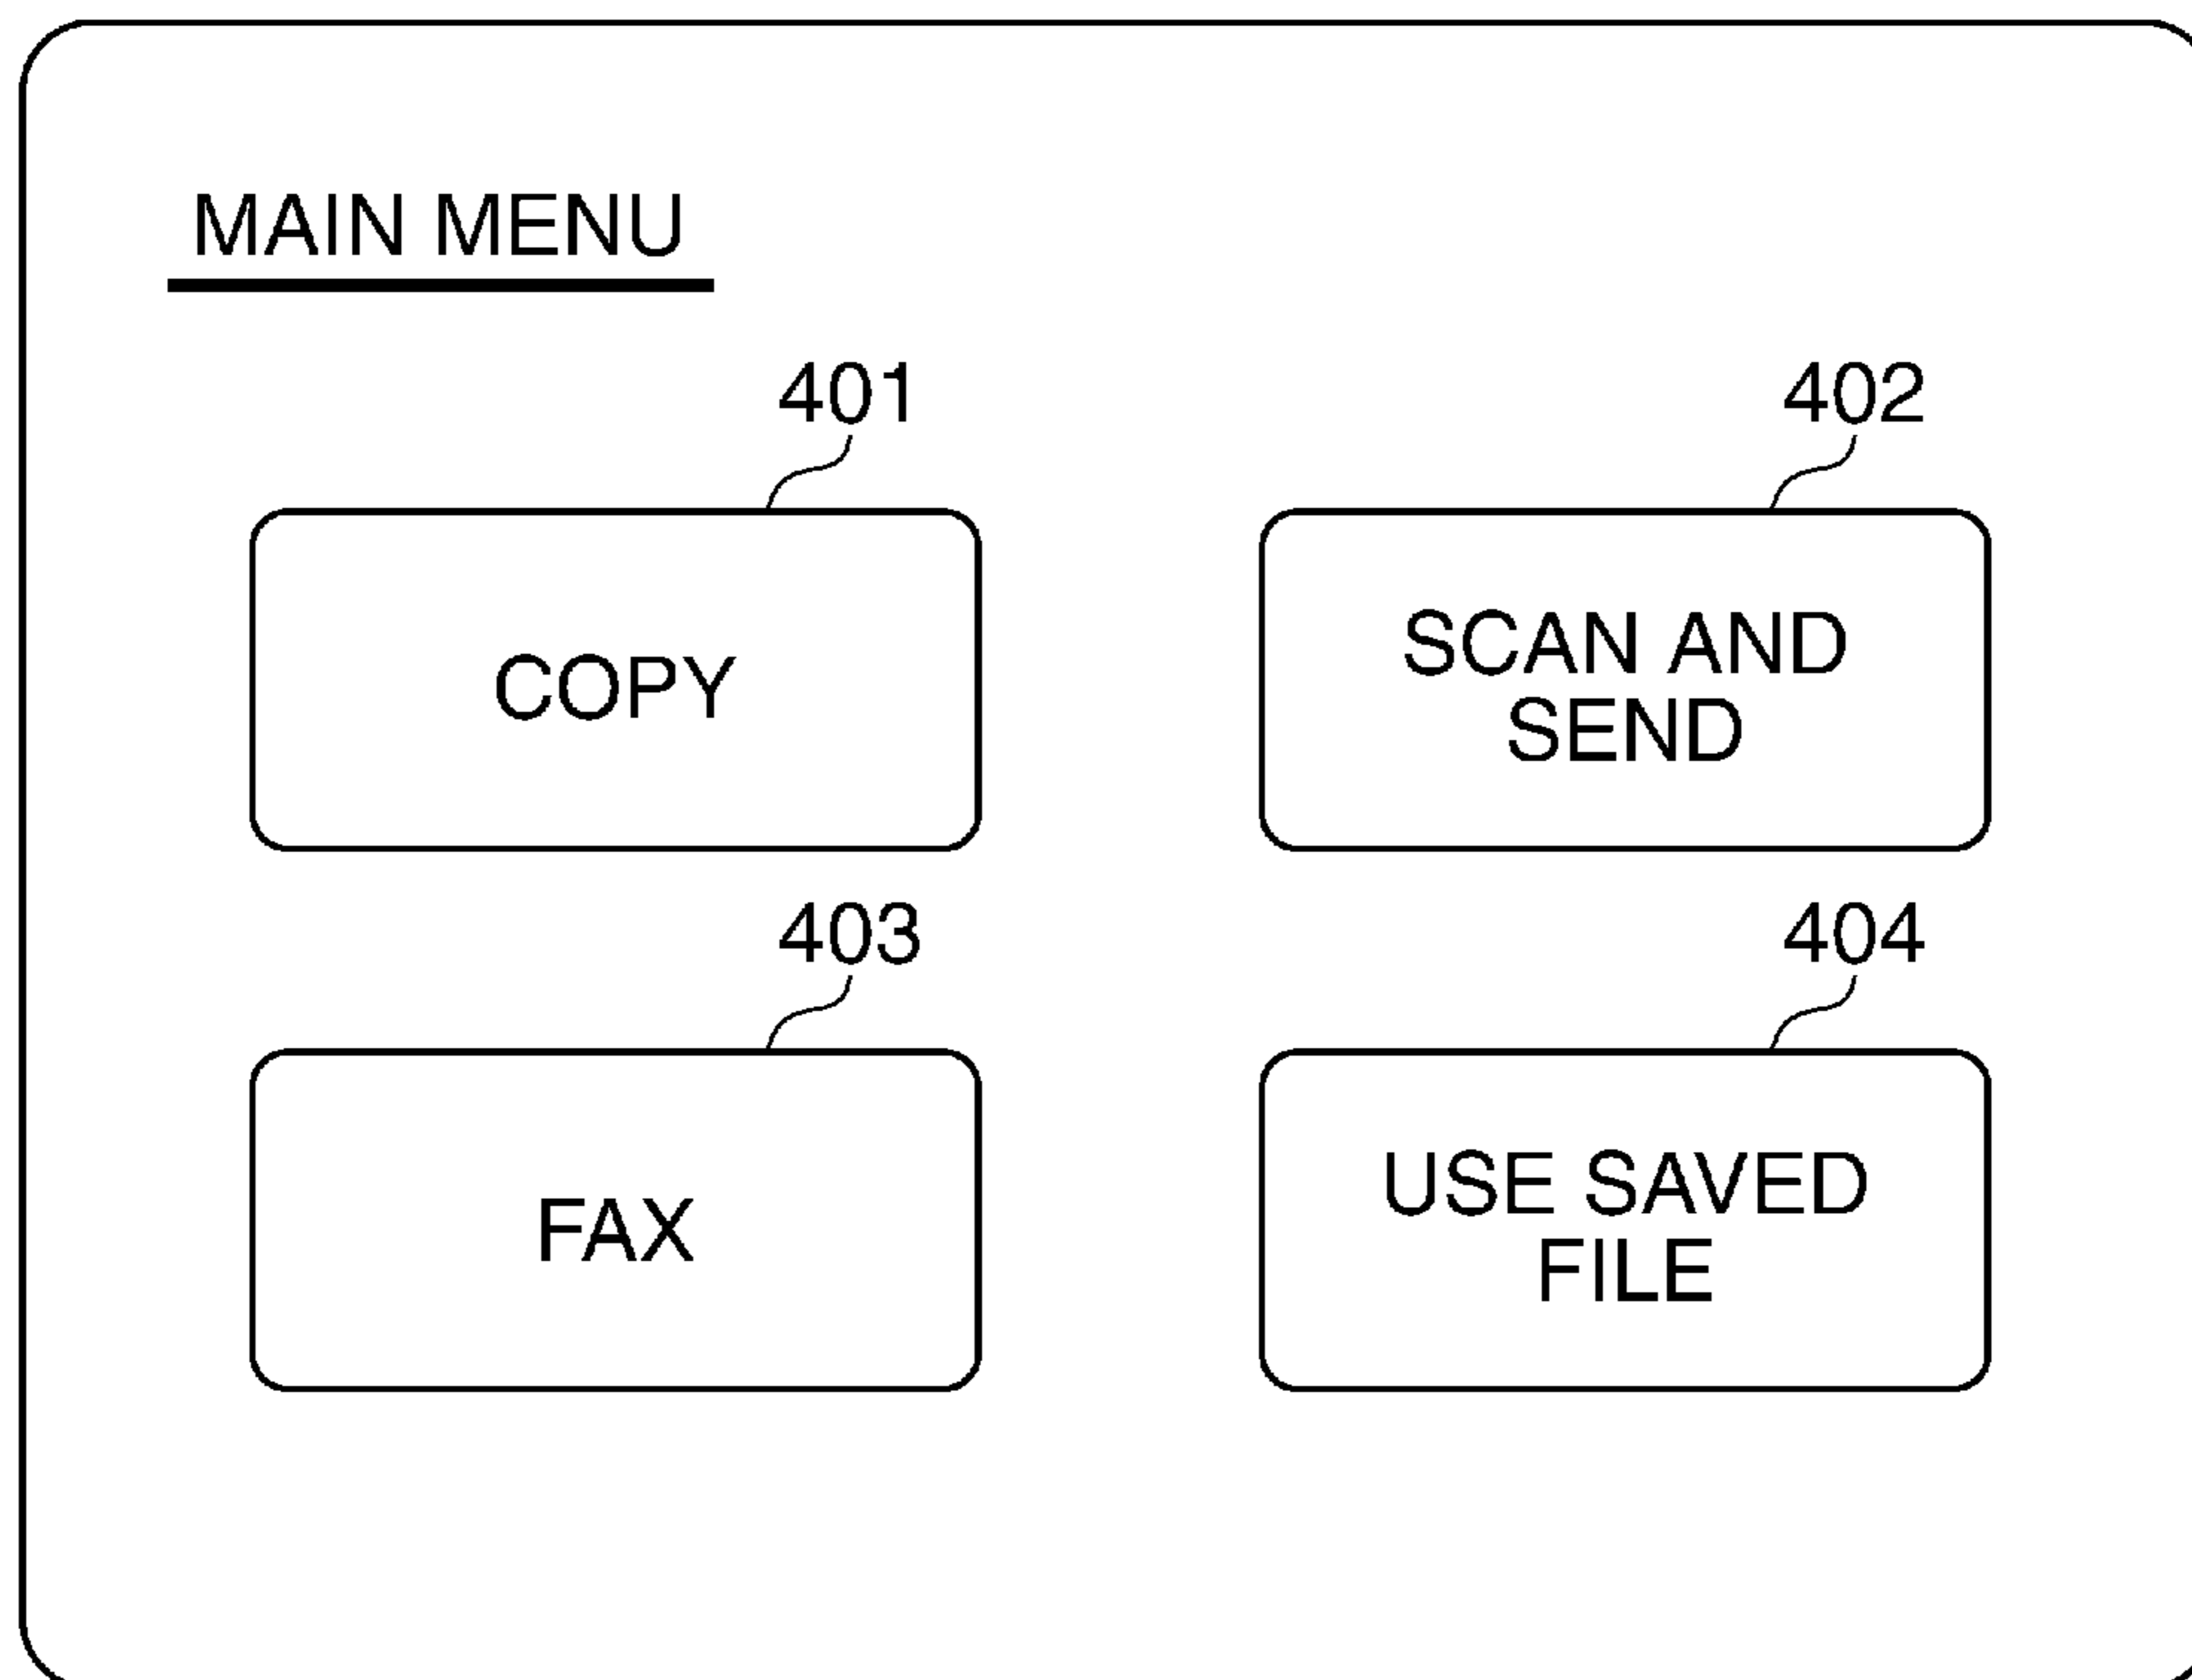 MAIN MENU
401
402
COPY
SCAN AND
SEND
403
404
FAX
USE SAVED
FILE